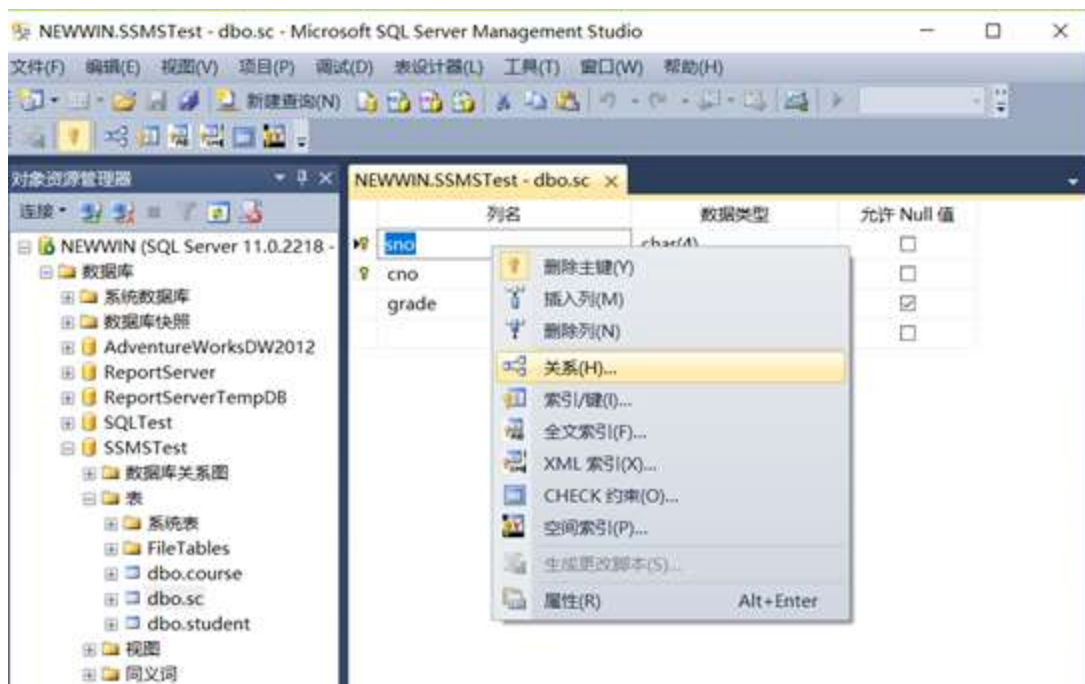 NEWWIN.SSMSTest - dbo.sc - Microsoft SQL Server Management Studio
文件(F) 编辑(E) 视图(V) 项目(P) 调试(D) 表设计器(L) 工具(T) 窗口(W) 帮助(H)
新建查询(N)
对象资源管理器
连接
NEWWIN (SQL Server 11.0.2218 -
数据库
系统数据库
数据库快照
AdventureWorksDW2012
ReportServer
ReportServerTempDB
SQLTest
SSMSTest
数据库关系图
表
系统表
FileTables
dbo.course
dbo.sc
dbo.student
视图
同义词
NEWWIN.SSMSTest - dbo.sc
列名 数据类型 允许 Null 值
sno char(4)
cno
grade
删除主键(Y)
插入列(M)
删除列(N)
关系(H)...
索引/键(I)...
全文索引(F)...
XML 索引(X)...
CHECK 约束(O)...
空间索引(P)...
生成更改脚本(S)...
属性(R) Alt+Enter